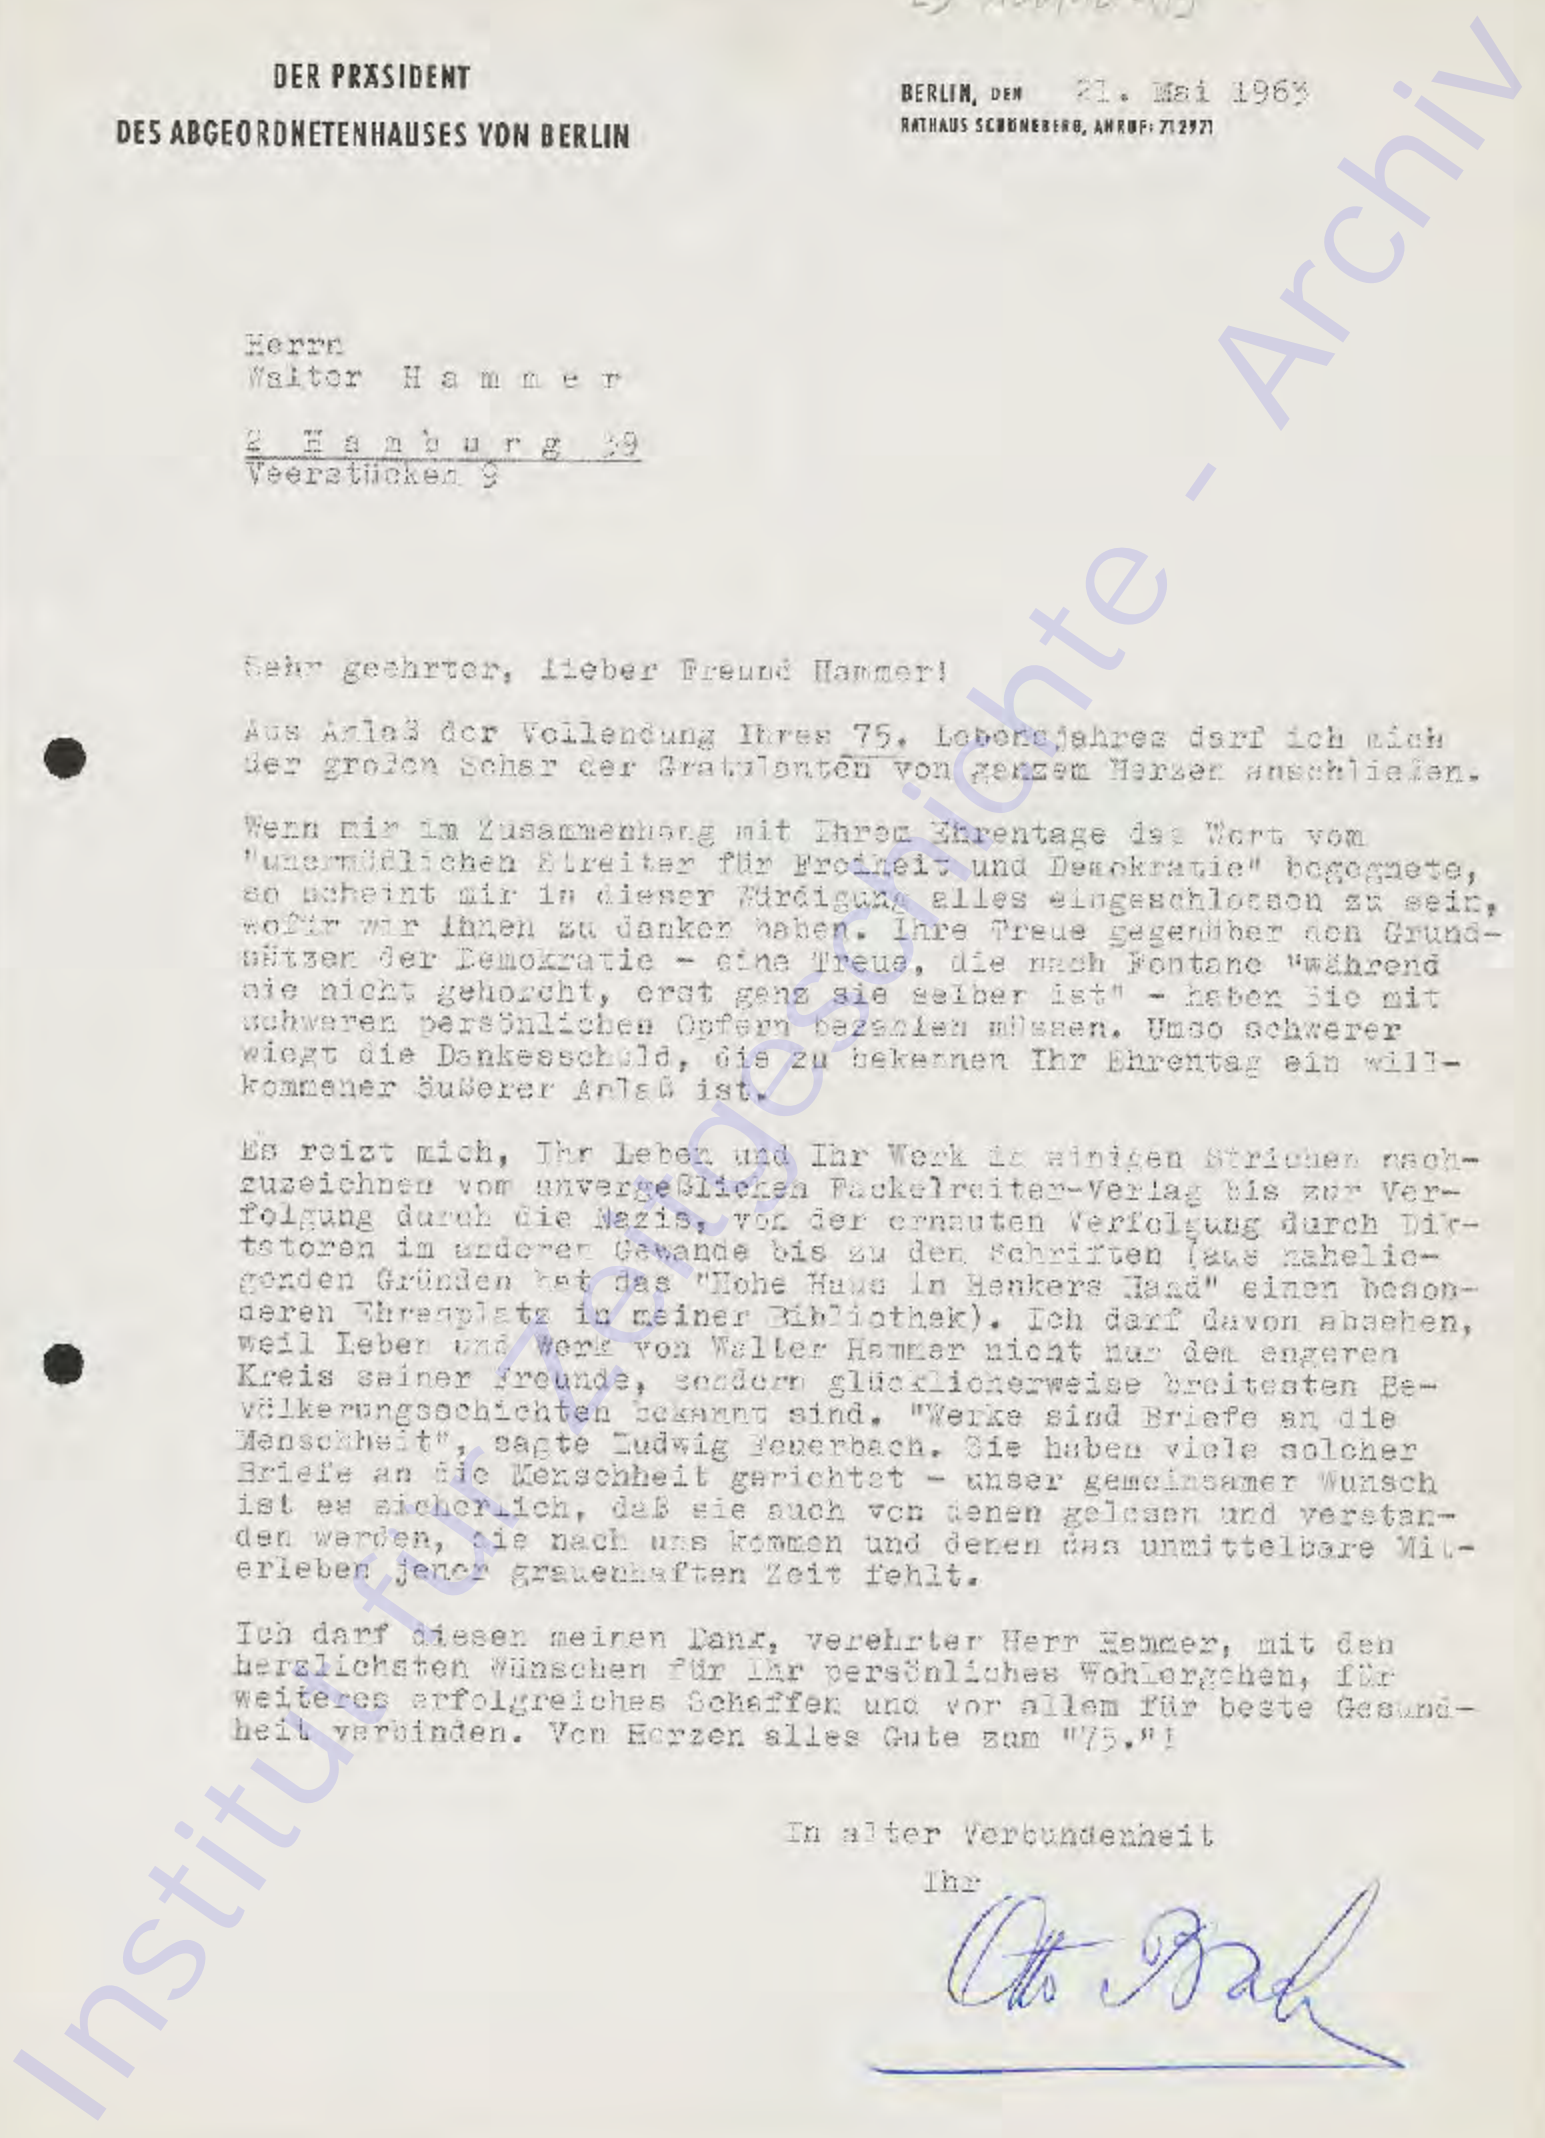 DER PRÄSIDENT
DES ABGEORDNETENHAUSES VON BERLIN
BERLIN, DEN 21. Mai 1963
RATHAUS SCHÖNEBERG, ANRUF: 712971
Herrn
Walter H a m m e r
2 H a m b u r g 39
Veerstücken 9
Sehr geehrter, lieber Freund Hammer!
Aus Anlaß der Vollendung Ihres 75. Lebensjahres darf ich mich
der großen Schar der Gratulanten von ganzem Herzen anschließen.
Wenn mir im Zusammenhang mit Ihrem Ehrentage das Wort vom
"unermüdlichen Streiter für Freiheit und Demokratie" begegnete,
so scheint mir in dieser Würdigung alles eingeschlossen zu sein,
wofür wir Ihnen zu danken haben. Ihre Treue gegenüber den Grund-
sätzen der Demokratie - eine Treue, die nach Fontane "während
sie nicht gehorcht, erst ganz sie selber ist" - haben Sie mit
schweren persönlichen Opfern bezahlen müssen. Umso schwerer
wiegt die Dankesschuld, die zu bekennen Ihr Ehrentag ein will-
kommener äußerer Anlaß ist.
Es reizt mich, Ihr Leben und Ihr Werk in einigen Strichen nach-
zuzeichnen vom unvergeßlichen Fackelreiter-Verlag bis zur Ver-
folgung durch die Nazis, von der erneuten Verfolgung durch Dik-
tatoren im anderen Gewande bis zu den Schriften (aus nahelie-
genden Gründen hat das "Hohe Haus in Henkers Hand" einen beson-
deren Ehrenplatz in meiner Bibliothek). Ich darf davon absehen,
weil Leben und Werk von Walter Hammer nicht nur dem engeren
Kreis seiner Freunde, sondern glücklicherweise breitesten Be-
völkerungsschichten bekannt sind. "Werke sind Briefe an die
Menschheit", sagte Ludwig Feuerbach. Sie haben viele solcher
Briefe an die Menschheit gerichtet - unser gemeinsamer Wunsch
ist es sicherlich, daß sie auch von denen gelesen und verstan-
den werden, die nach uns kommen und denen das unmittelbare Mit-
erleben jener grauenhaften Zeit fehlt.
Ich darf diesen meinen Dank, verehrter Herr Hammer, mit den
herzlichsten Wünschen für Ihr persönliches Wohlergehen, für
weiteres erfolgreiches Schaffen und vor allem für beste Gesund-
heit verbinden. Von Herzen alles Gute zum "75."!
In alter Verbundenheit
Ihr
Otto Bach
Institut für Zeitgeschichte - Archiv